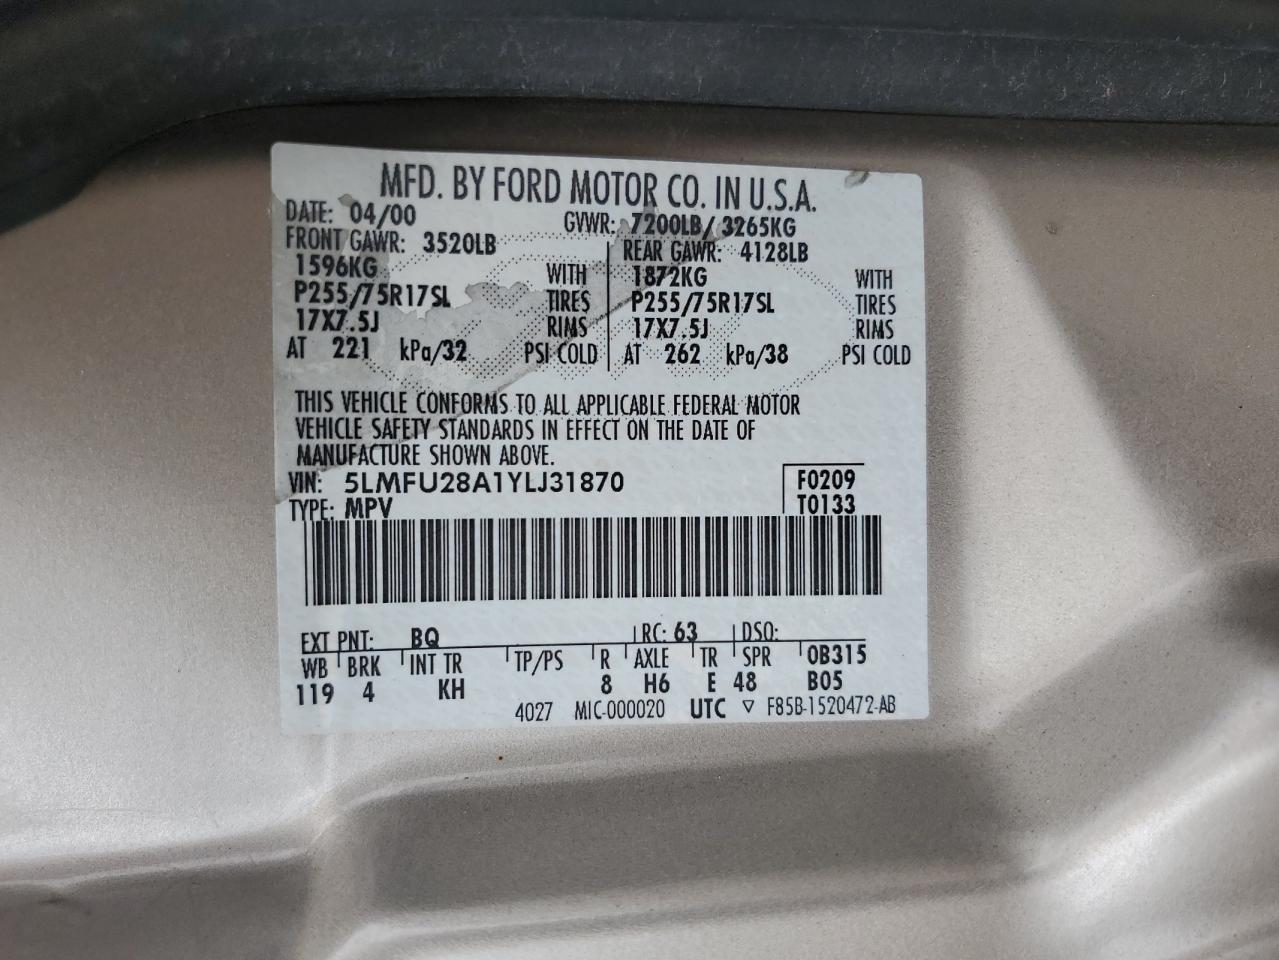 MFD. BY FORD MOTOR CO. IN U.S.A.
DATE: 04/00 GVWR: 7200LB/ 3265KG
FRONT GAWR: 3520LB REAR GAWR: 4128LB
1596KG WITH 1872KG WITH
P255/75R17SL TIRES P255/75R17SL TIRES
17X7.5J RIMS 17X7.5J RIMS
AT 221 kPa/32 PSI COLD AT 262 kPa/38 PSI COLD
THIS VEHICLE CONFORMS TO ALL APPLICABLE FEDERAL MOTOR
VEHICLE SAFETY STANDARDS IN EFFECT ON THE DATE OF
MANUFACTURE SHOWN ABOVE.
VIN: 5LMFU28A1YLJ31870 F0209
TYPE: MPV T0133
EXT PNT: BQ RC: 63 DSO:
WB BRK INT TR TP/PS R AXLE TR SPR 0B315
119 4 KH 8 H6 E 48 B05
4027 MIC-000020 UTC ▽ F85B-1520472-AB